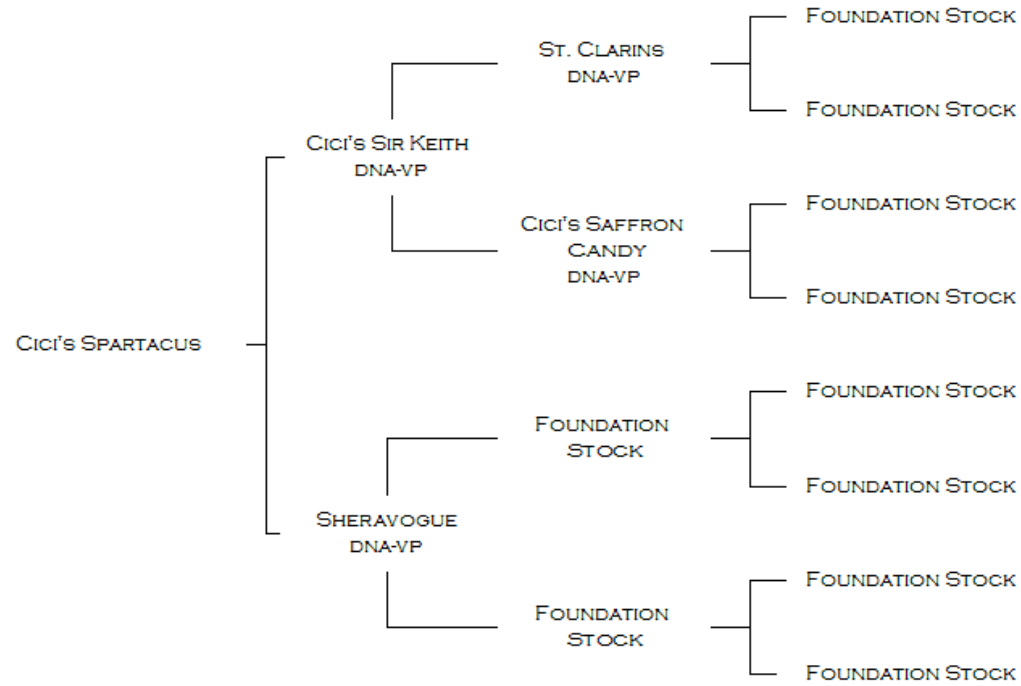 Foundation Stock
St. Clarins
DNA-VP
Foundation Stock
Cici's Sir Keith
DNA-VP
Foundation Stock
Cici's Saffron
Candy
DNA-VP
Foundation Stock
Cici's Spartacus
Foundation Stock
Foundation
Stock
Foundation Stock
Sheravogue
DNA-VP
Foundation Stock
Foundation
Stock
Foundation Stock